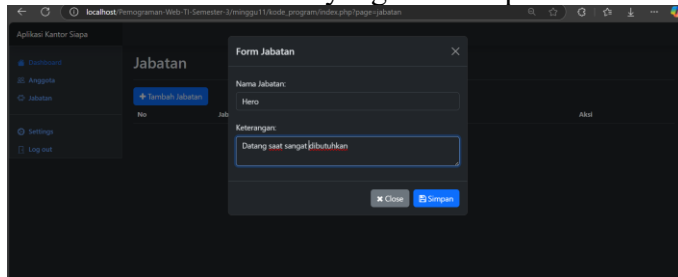 localhost/Pemograman-Web-TI-Semester-3/minggu11/kode_program/index.php?page=jabatan
Aplikasi Kantor Siapa
Form Jabatan
Dashboard
Jabatan
Anggota
Nama Jabatan:
Jabatan
Tambah Jabatan
Hero
No
Jab
Aksi
Keterangan:
Settings
Datang saat sangat dibutuhkan
Log out
Close
Simpan